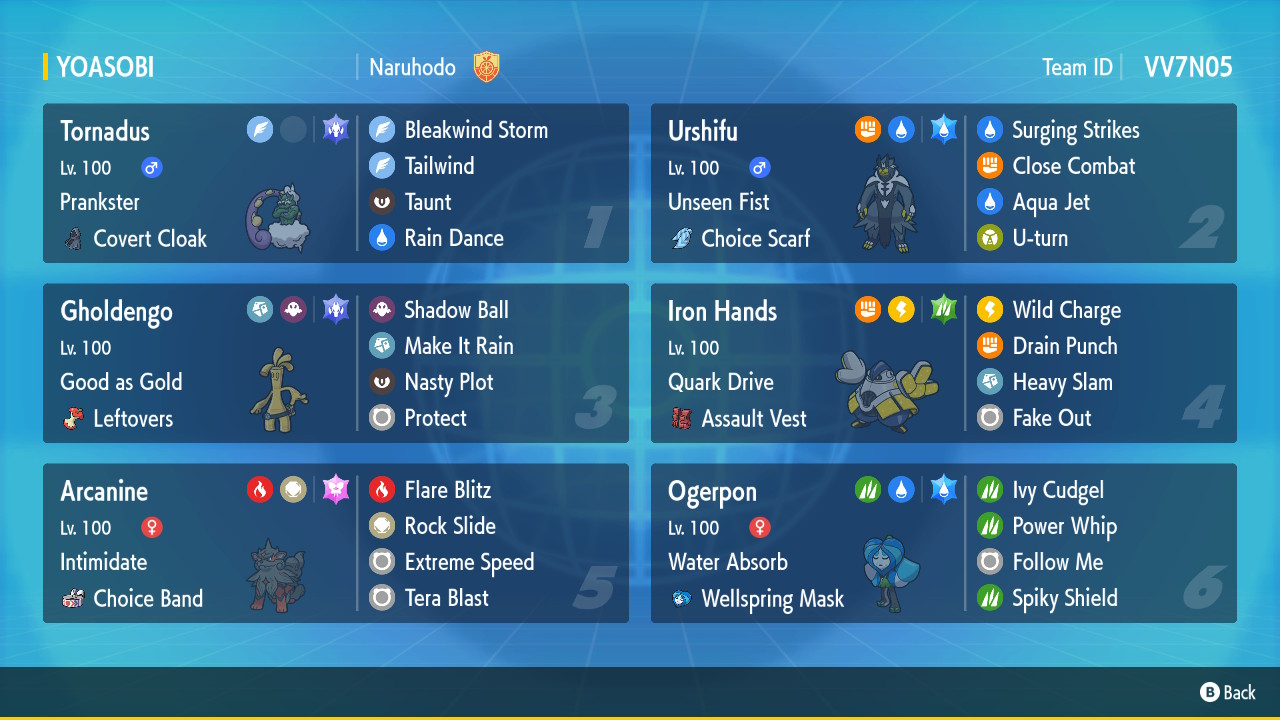 YOASOBI
Naruhodo
Team ID VV7N05
Tornadus
Lv. 100
Prankster
Covert Cloak
Bleakwind Storm
Tailwind
Taunt
Rain Dance
1
Urshifu
Lv. 100
Unseen Fist
Choice Scarf
Surging Strikes
Close Combat
Aqua Jet
U-turn
2
Gholdengo
Lv. 100
Good as Gold
Leftovers
Shadow Ball
Make It Rain
Nasty Plot
Protect
3
Iron Hands
Lv. 100
Quark Drive
Assault Vest
Wild Charge
Drain Punch
Heavy Slam
Fake Out
4
Arcanine
Lv. 100
Intimidate
Choice Band
Flare Blitz
Rock Slide
Extreme Speed
Tera Blast
5
Ogerpon
Lv. 100
Water Absorb
Wellspring Mask
Ivy Cudgel
Power Whip
Follow Me
Spiky Shield
6
B Back